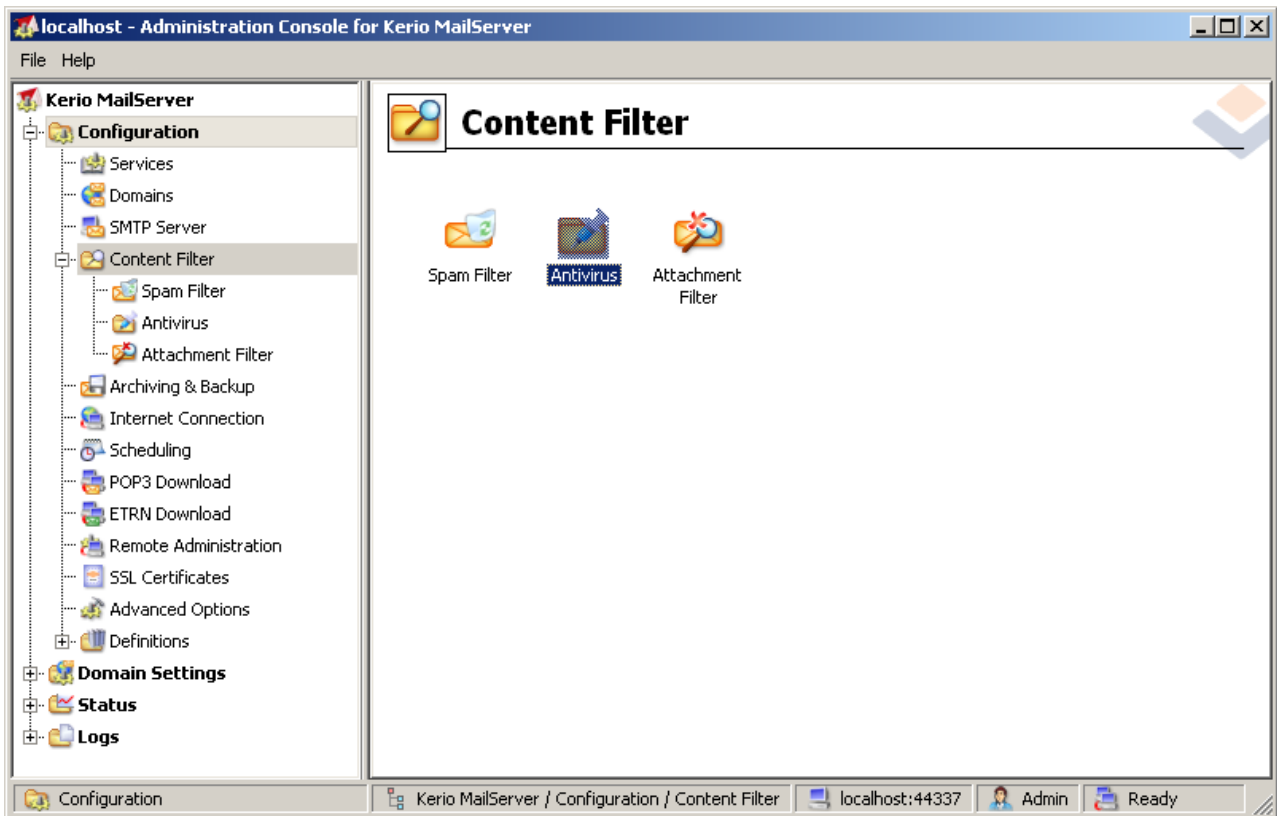 localhost - Administration Console for Kerio MailServer
File Help
Kerio MailServer
Configuration
Services
Domains
SMTP Server
Content Filter
Spam Filter
Antivirus
Attachment Filter
Archiving & Backup
Internet Connection
Scheduling
POP3 Download
ETRN Download
Remote Administration
SSL Certificates
Advanced Options
Definitions
Domain Settings
Status
Logs
Content Filter
Spam Filter
Antivirus
Attachment
Filter
Configuration
Kerio MailServer / Configuration / Content Filter
localhost:44337
Admin
Ready